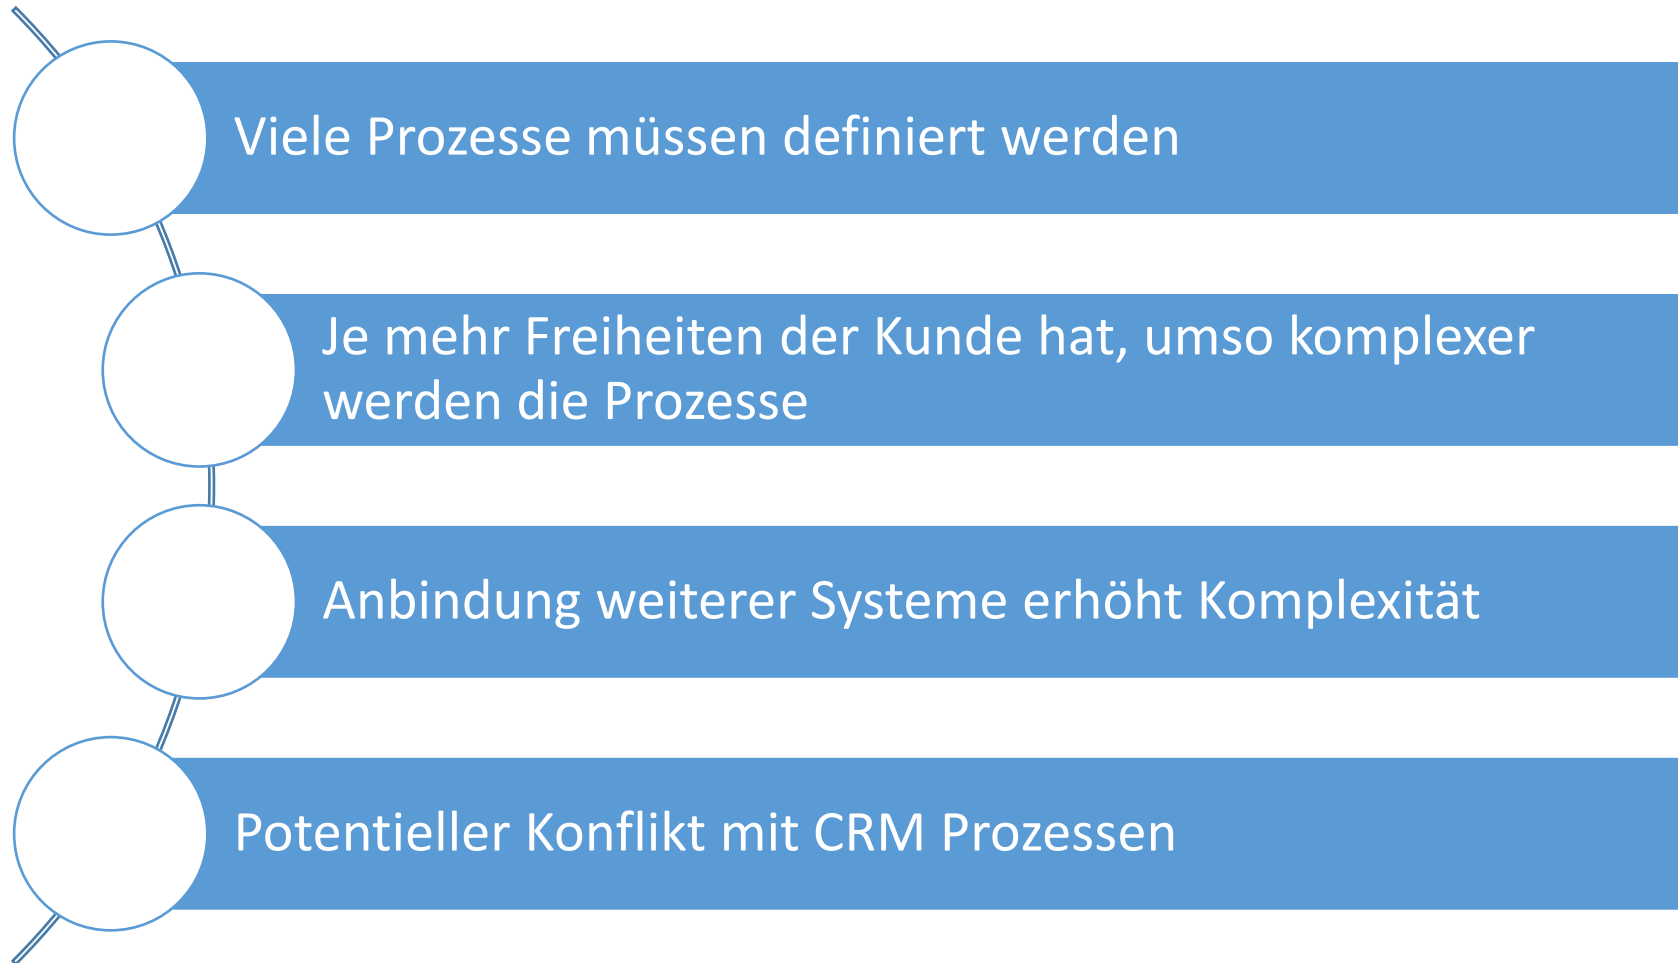 Viele Prozesse müssen definiert werden
Je mehr Freiheiten der Kunde hat, umso komplexer
werden die Prozesse
Anbindung weiterer Systeme erhöht Komplexität
Potentieller Konflikt mit CRM Prozessen